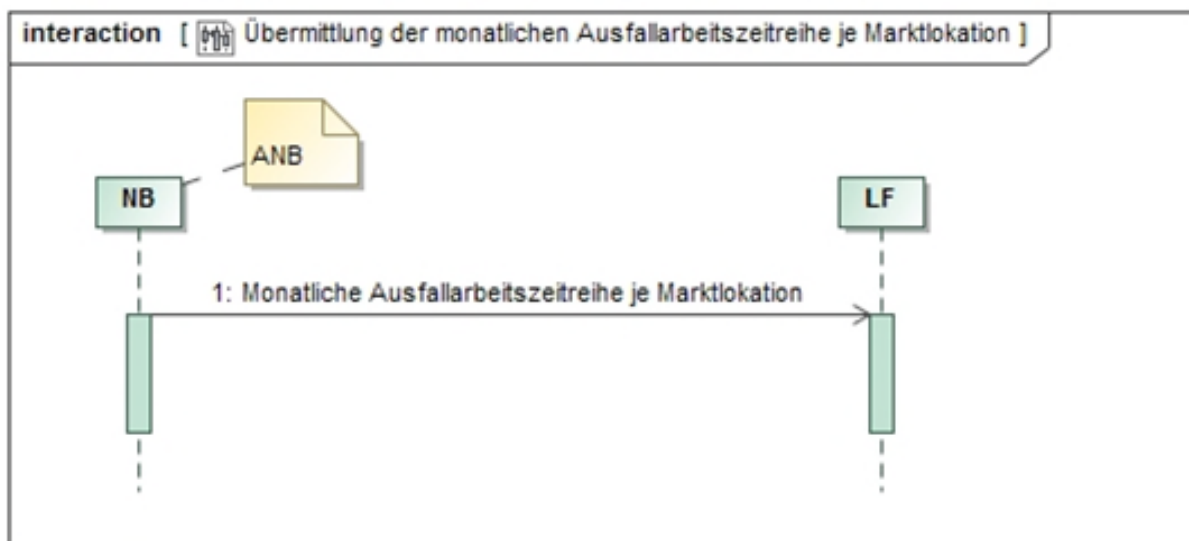 interaction [ Übermittlung der monatlichen Ausfallarbeitszeitreihe je Marktlokation ]
ANB
NB
LF
1: Monatliche Ausfallarbeitszeitreihe je Marktlokation